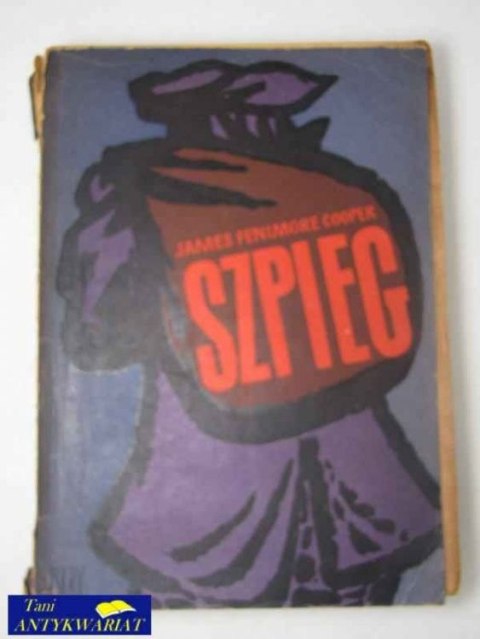 JAMES FENIMORE COOPER
SZPIEG
Tani
ANTYKWARIAT